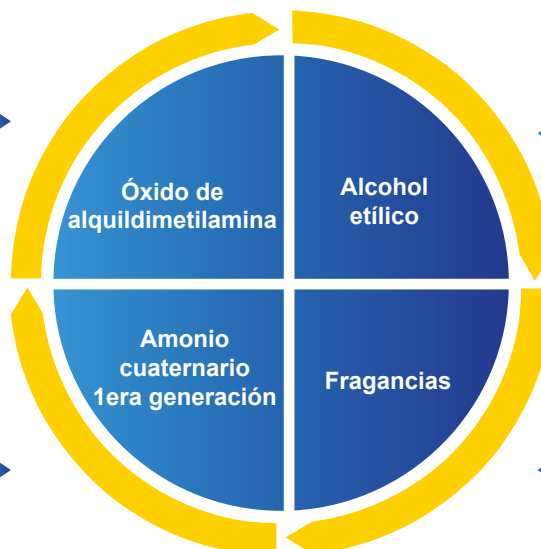 Óxido de
alquildimetilamina
Alcohol
etílico
Amonio
cuaternario
1era generación
Fragancias